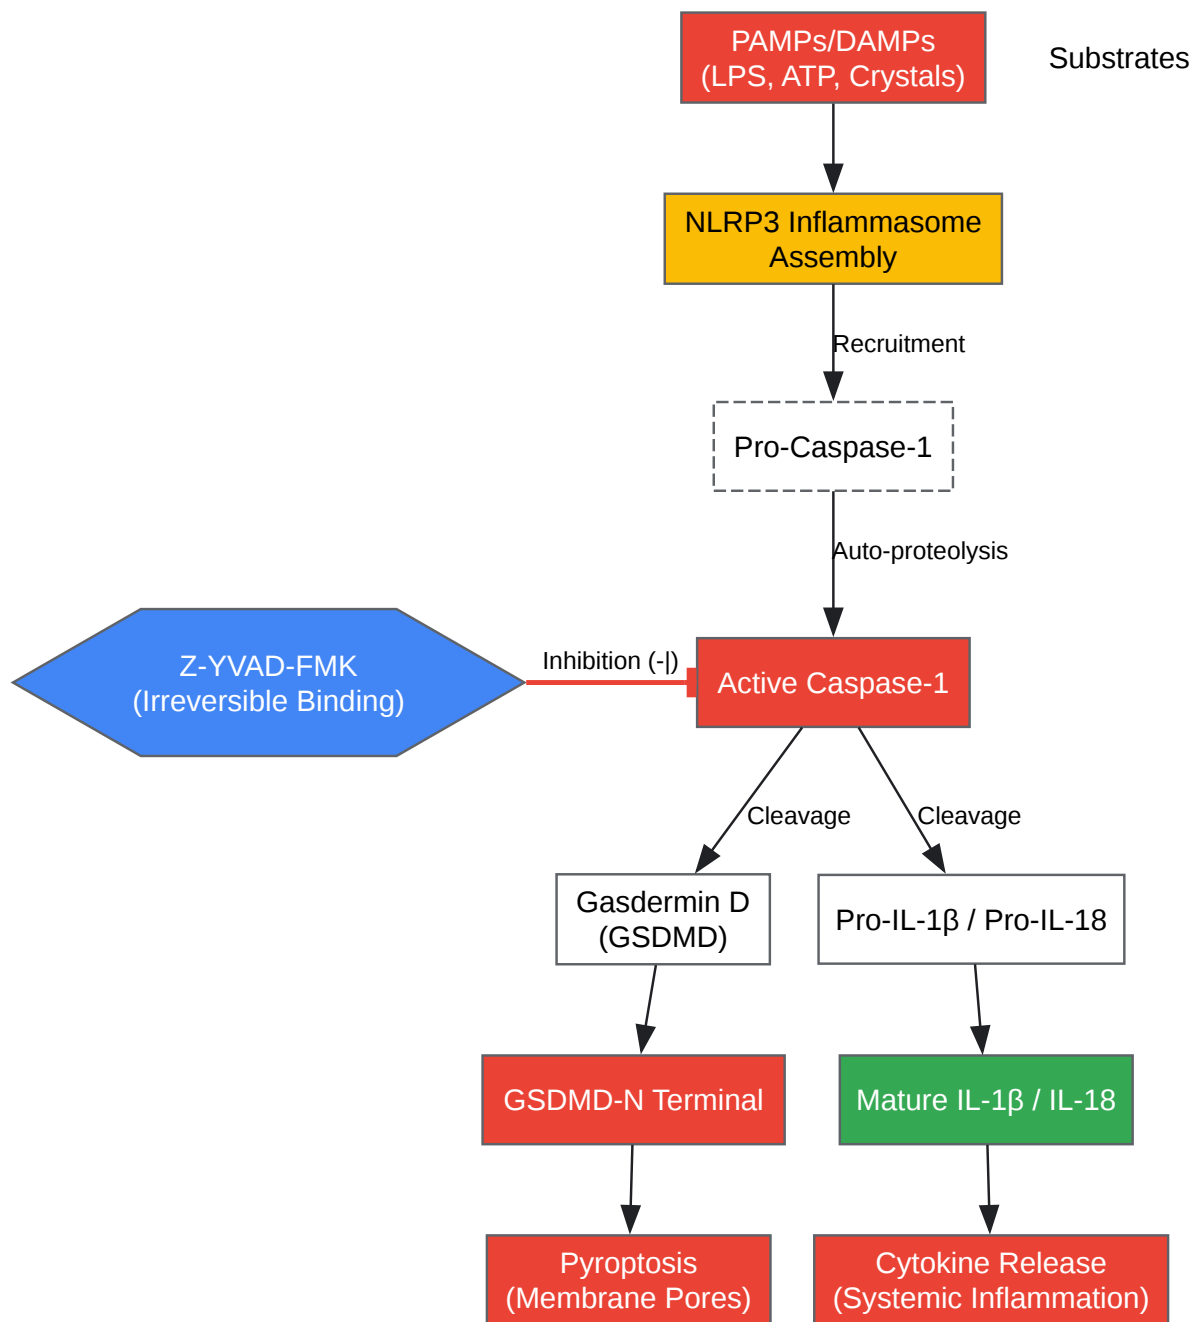 PAMPs/DAMPs
(LPS, ATP, Crystals)
Substrates
NLRP3 Inflammasome
Assembly
Recruitment
Pro-Caspase-1
Auto-proteolysis
Z-YVAD-FMK
(Irreversible Binding)
Inhibition (-|)
Active Caspase-1
Cleavage
Cleavage
Gasdermin D
(GSDMD)
Pro-IL-1β / Pro-IL-18
GSDMD-N Terminal
Mature IL-1β / IL-18
Pyroptosis
(Membrane Pores)
Cytokine Release
(Systemic Inflammation)